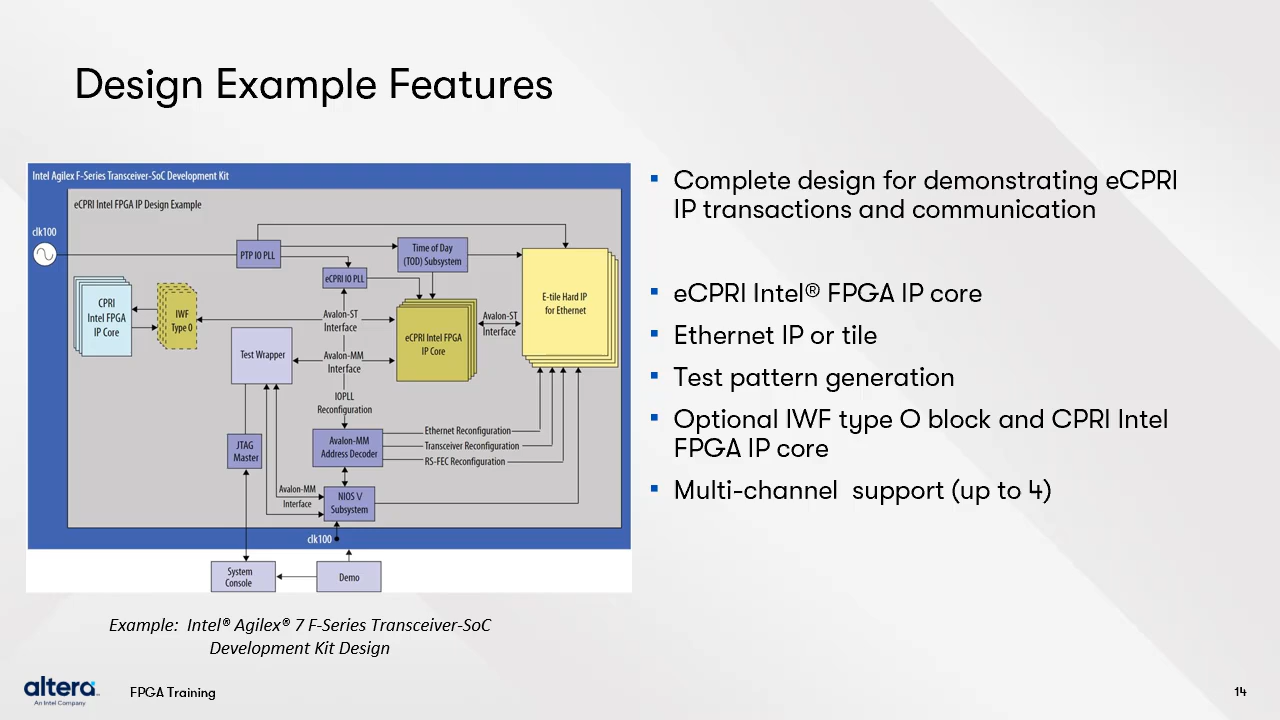 Design Example Features
Intel Agilex F-Series Transceiver-SoC Development Kit
eCPRI Intel FPGA IP Design Example
clk100
PTP IO PLL
Time of Day
(TOD) Subsystem
eCPRI IO PLL
CPRI
Intel FPGA
IP Core
IWF
Type 0
Avalon-ST
Interface
E-tile Hard IP
for Ethernet
Avalon-ST
Interface
eCPRI Intel FPGA
IP Core
Test Wrapper
Avalon-MM
Interface
IOPLL
Reconfiguration
JTAG
Master
Avalon-MM
Address Decoder
Ethernet Reconfiguration
Transceiver Reconfiguration
RS-FEC Reconfiguration
Avalon-MM
Interface
NIOS V
Subsystem
clk100
System
Console
Demo
Example: Intel® Agilex® 7 F-Series Transceiver-SoC
Development Kit Design
▪ Complete design for demonstrating eCPRI
IP transactions and communication
▪ eCPRI Intel® FPGA IP core
▪ Ethernet IP or tile
▪ Test pattern generation
▪ Optional IWF type 0 block and CPRI Intel
FPGA IP core
▪ Multi-channel  support (up to 4)
altera™
An Intel Company
FPGA Training
14